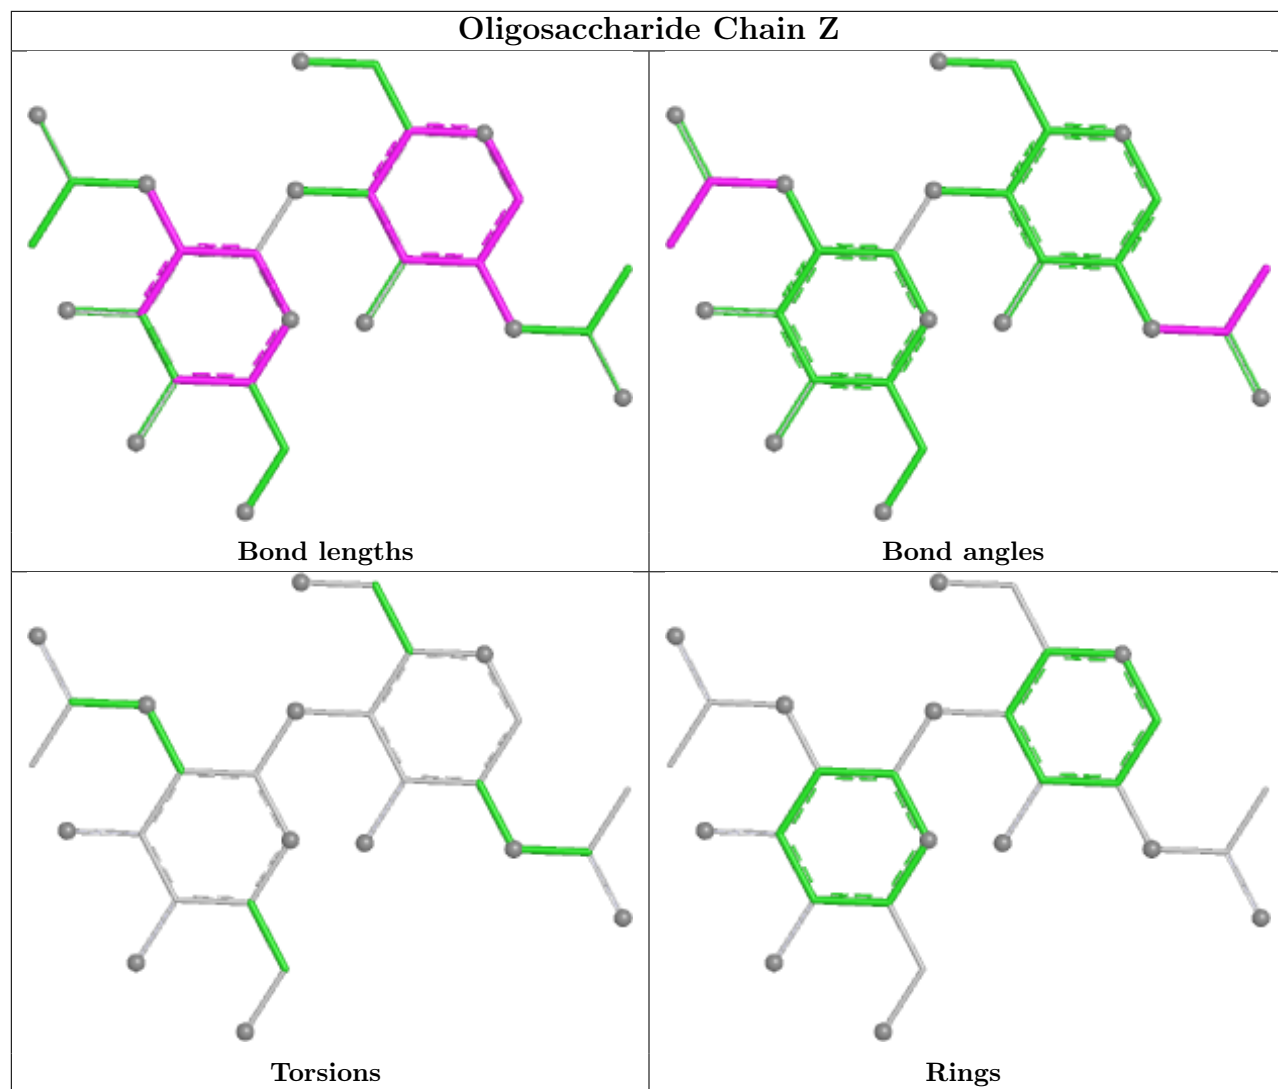 Oligosaccharide Chain Z
Bond lengths
Bond angles
Torsions
Rings